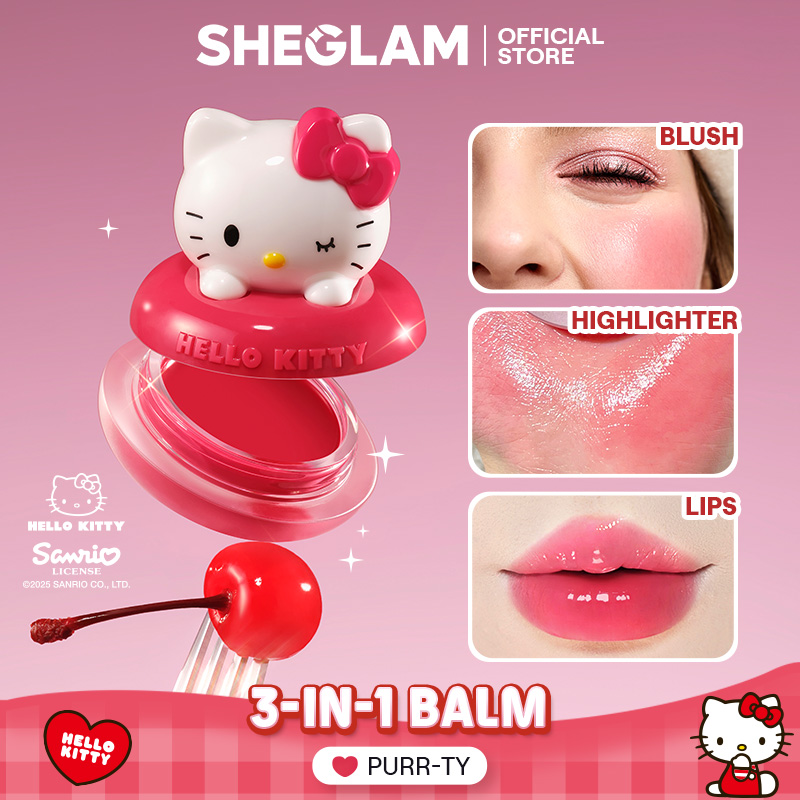 SHEGLAM
OFFICIAL
STORE
BLUSH
HELLO KITTY
HIGHLIGHTER
HELLO KITTY
Sanrio
LICENSE
©2025 SANRIO CO., LTD.
LIPS
3-IN-1 BALM
HELLO
KITTY
PURR-TY